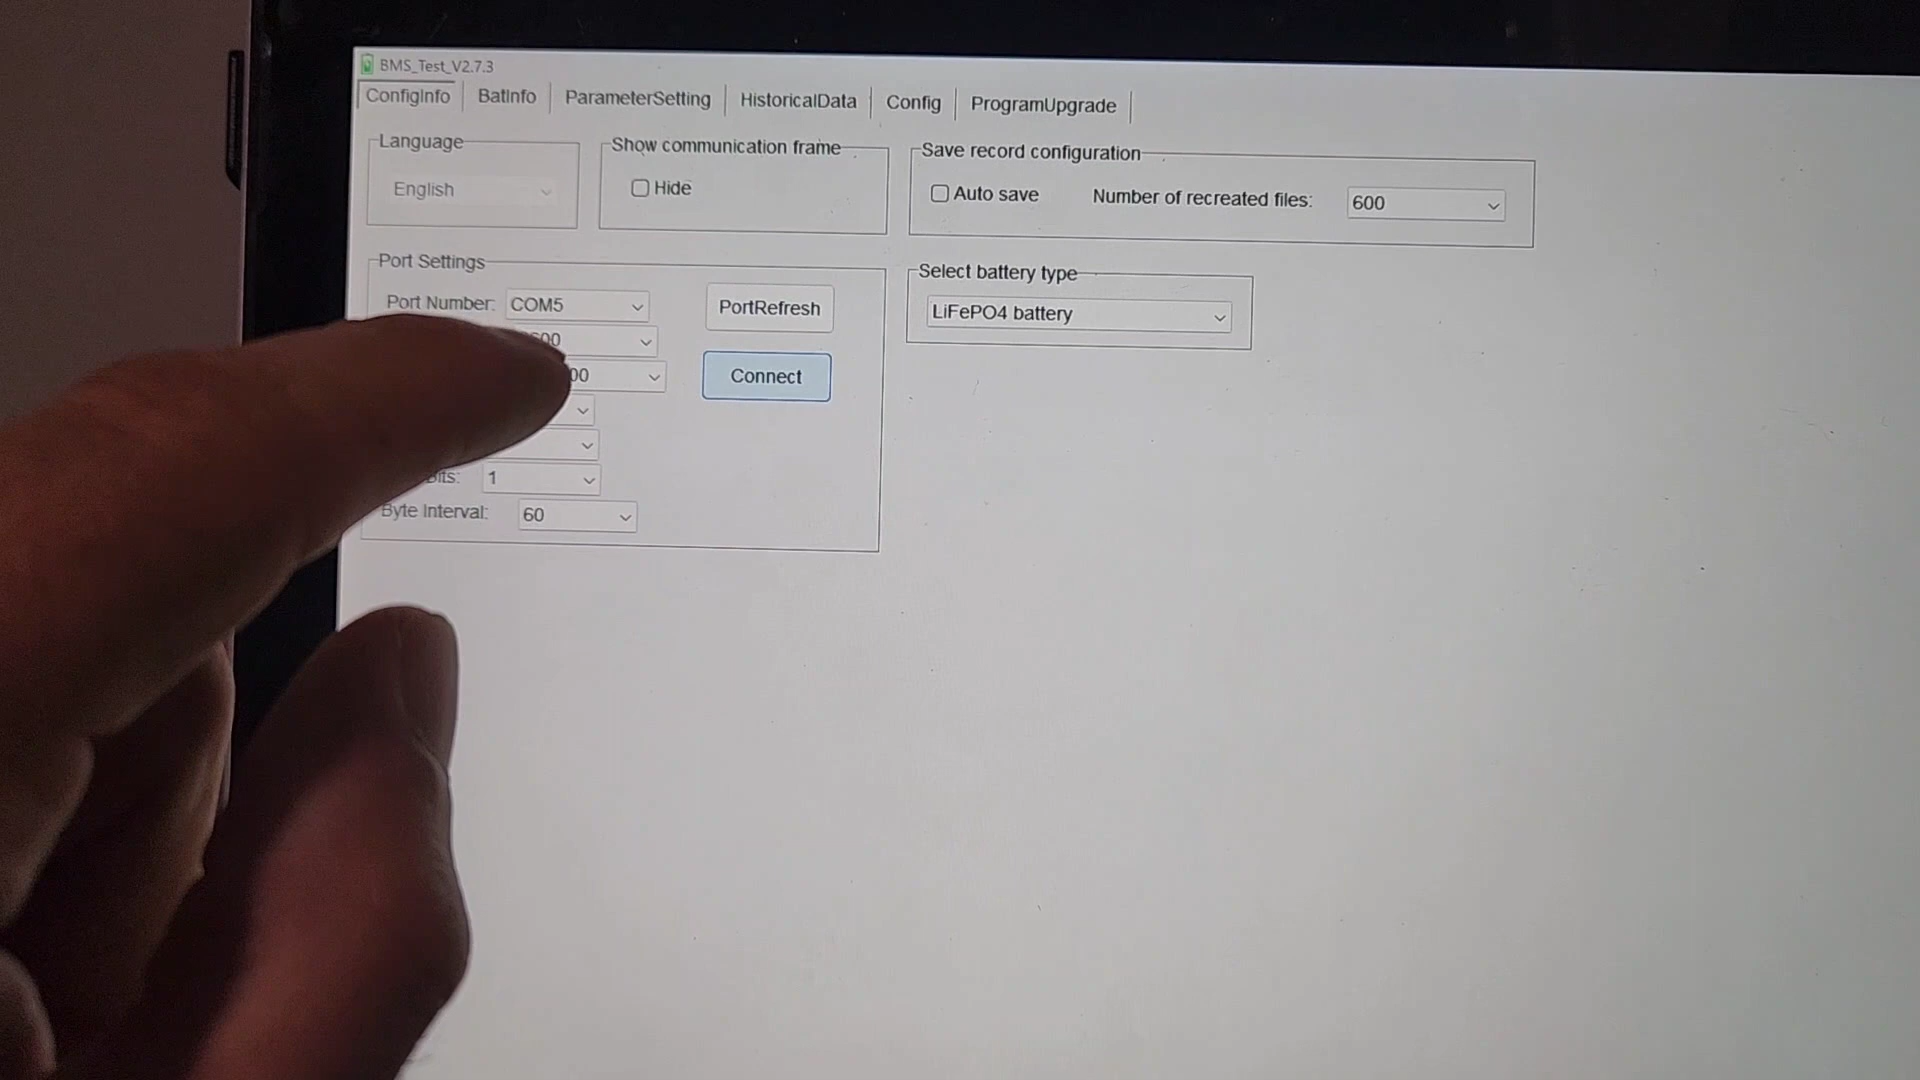 BMS_Test_V2.7.3
ConfigInfo BatInfo ParameterSetting HistoricalData Config ProgramUpgrade
Language
English
Show communication frame
Hide
Save record configuration
Auto save Number of recreated files: 600
Port Settings
Port Number: COM5 PortRefresh
Connect
1
Byte Interval: 60
Select battery type
LiFePO4 battery